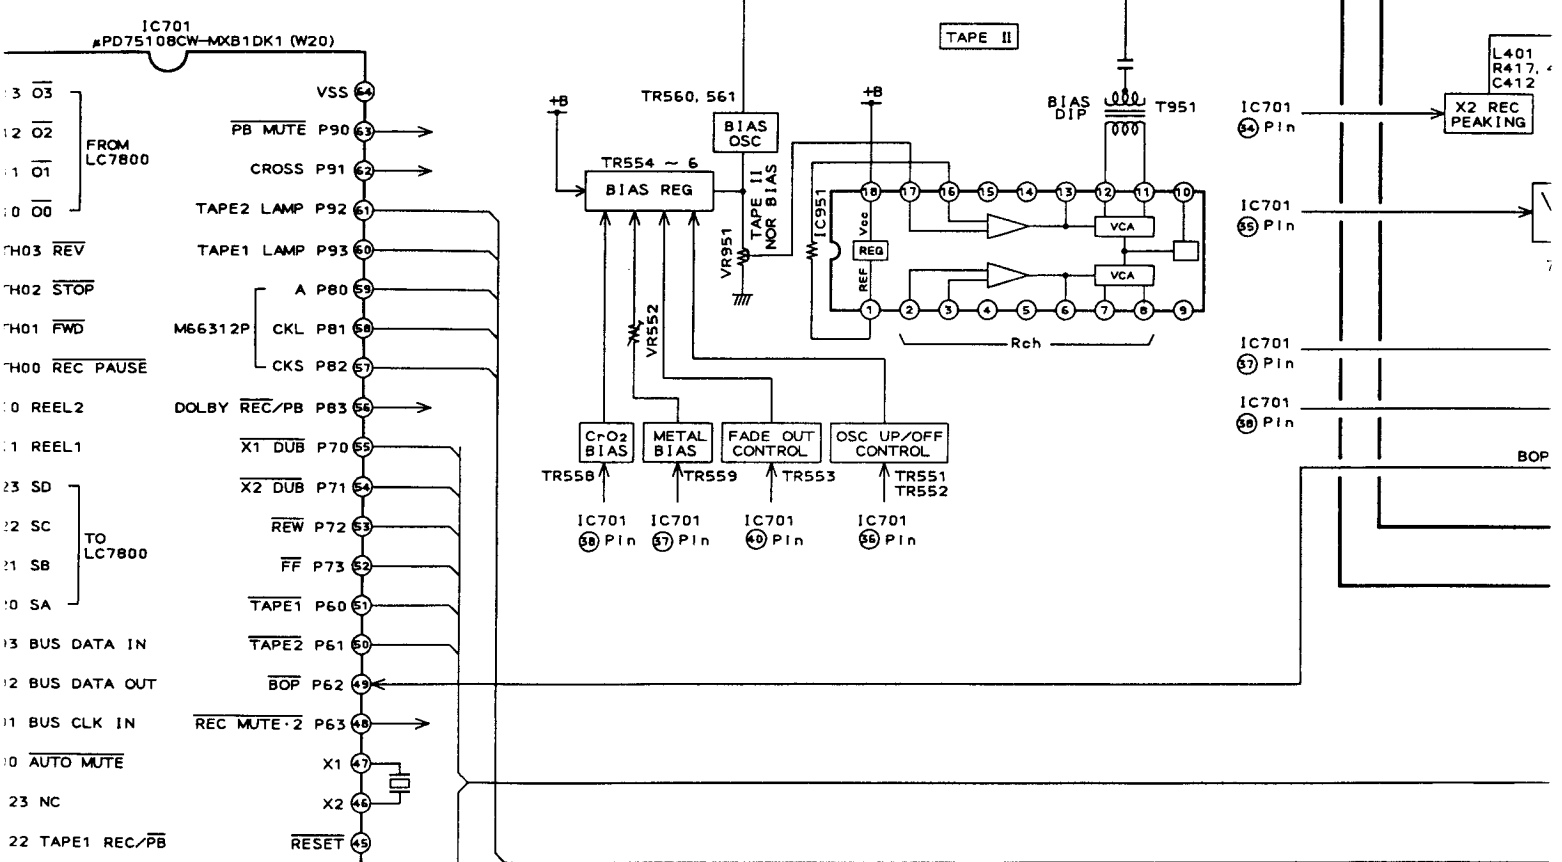 IC701
µPD75108CW-MXB1DK1 (W20)
3 O3
2 O2
1 O1
0 O0
FROM
LC7800
TH03 REV
TH02 STOP
TH01 FWD
TH00 REC PAUSE
0 REEL2
1 REEL1
23 SD
22 SC
21 SB
20 SA
TO
LC7800
3 BUS DATA IN
2 BUS DATA OUT
1 BUS CLK IN
0 AUTO MUTE
23 NC
22 TAPE1 REC/PB
VSS 64
PB MUTE P90 63
CROSS P91 62
TAPE2 LAMP P92 61
TAPE1 LAMP P93 60
A P80 59
M66312P
CKL P81 58
CKS P82 57
DOLBY REC/PB P83 56
X1 DUB P70 55
X2 DUB P71 54
REW P72 53
FF P73 52
TAPE1 P60 51
TAPE2 P61 50
BOP P62 49
REC MUTE·2 P63 48
X1 47
X2 46
RESET 45
+B
TR560, 561
BIAS
OSC
TR554 ~ 6
BIAS REG
TAPE II
NOR BIAS
VR951
VR552
CrO2
BIAS
METAL
BIAS
FADE OUT
CONTROL
OSC UP/OFF
CONTROL
TR558
TR559
TR553
TR551
TR552
IC701
38 Pin
IC701
37 Pin
IC701
40 Pin
IC701
36 Pin
TAPE II
+B
BIAS
DIP
T951
IC951
18 17 16 15 14 13 12 11 10
Vcc
REG
REF
VCA
VCA
1 2 3 4 5 6 7 8 9
Rch
IC701
34 Pin
IC701
35 Pin
IC701
37 Pin
IC701
38 Pin
L401
R417,
C412
X2 REC
PEAKING
BOP